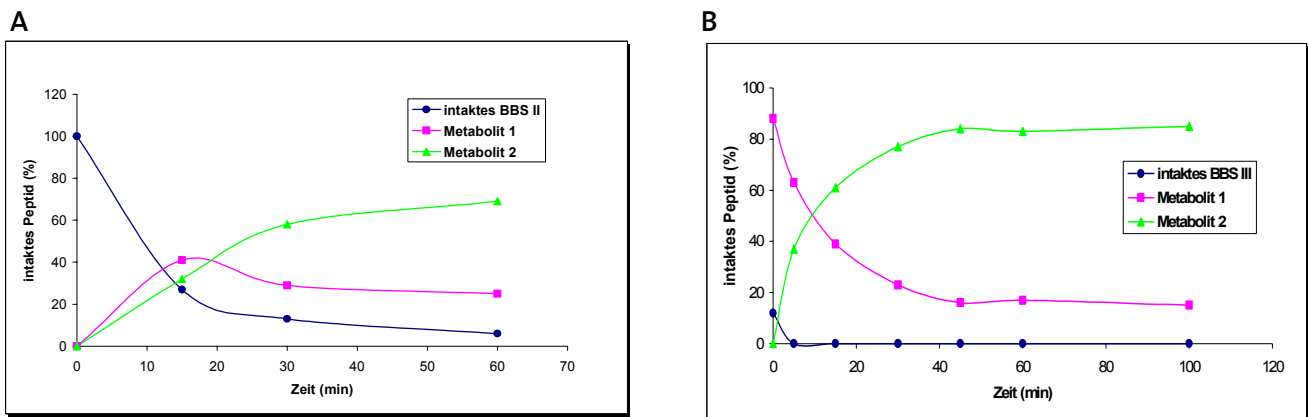 A
intaktes Peptid (%)
120
100
80
60
40
20
0
0 10 20 30 40 50 60 70
Zeit (min)
intaktes BBS II
Metabolit 1
Metabolit 2
B
intaktes Peptid (%)
100
80
60
40
20
0
0 20 40 60 80 100 120
Zeit (min)
intaktes BBS III
Metabolit 1
Metabolit 2